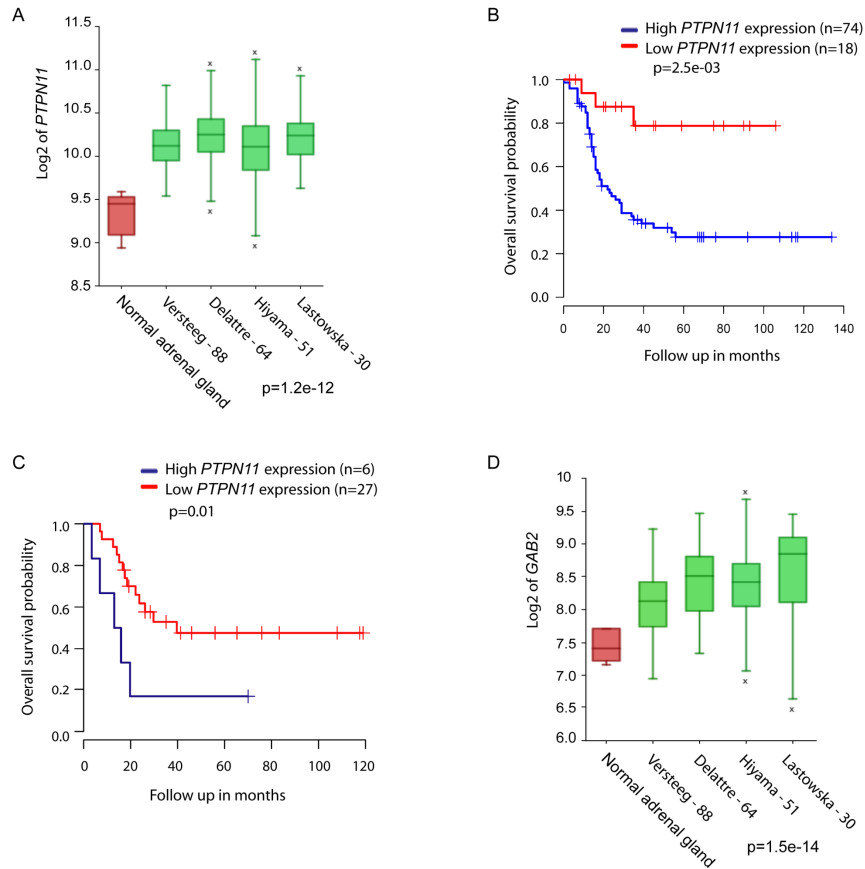 A
Log2 of PTPN11
11.5
11.0
10.5
10.0
9.5
9.0
8.5
Normal adrenal gland
Versteeg - 88
Delattre - 64
Hiyama - 51
Lastowska - 30
p=1.2e-12
B
High PTPN11 expression (n=74)
Low PTPN11 expression (n=18)
p=2.5e-03
Overall survival probability
1.0
0.8
0.6
0.4
0.2
0.0
0 20 40 60 80 100 120 140
Follow up in months
C
High PTPN11 expression (n=6)
Low PTPN11 expression (n=27)
p=0.01
Overall survival probability
1.0
0.8
0.6
0.4
0.2
0.0
0 20 40 60 80 100 120
Follow up in months
D
Log2 of GAB2
10
9.5
9.0
8.5
8.0
7.5
7.0
6.5
6.0
Normal adrenal gland
Versteeg - 88
Delattre - 64
Hiyama - 51
Lastowska - 30
p=1.5e-14